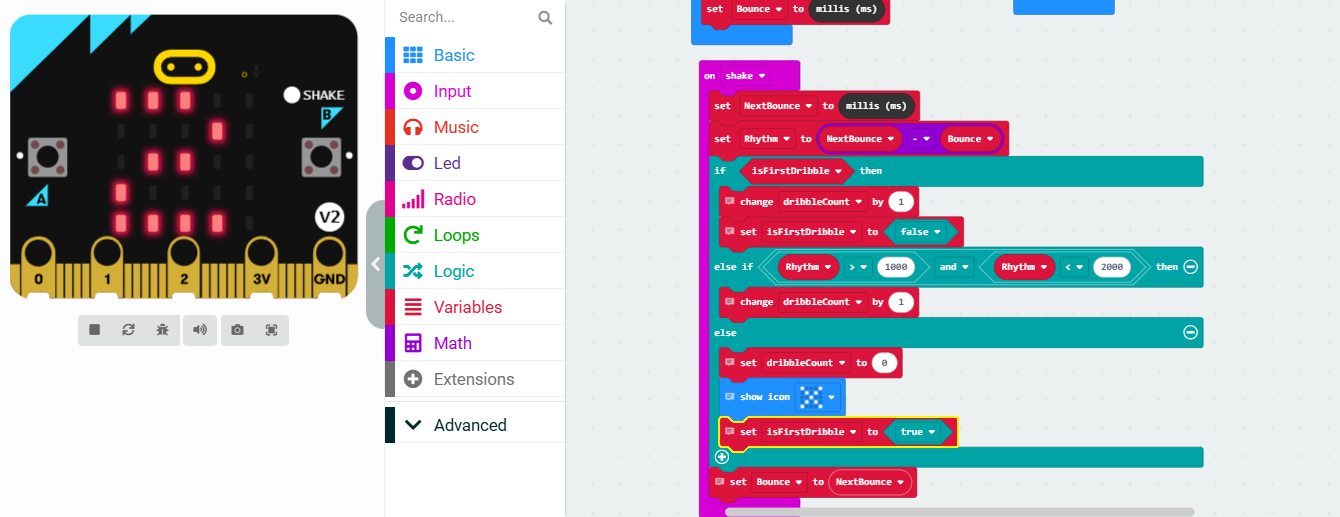 set Bounce to millis (ms)
Search...
Basic
Input
Music
Led
Radio
Loops
Logic
Variables
Math
Extensions
Advanced
SHAKE
B
A
V2
0 1 2 3V GND
on shake
set NextBounce to millis (ms)
set Rhythm to NextBounce - Bounce
if isFirstDribble then
change dribbleCount by 1
set isFirstDribble to false
else if Rhythm > 1000 and Rhythm < 2000 then
change dribbleCount by 1
else
set dribbleCount to 0
show icon
set isFirstDribble to true
set Bounce to NextBounce